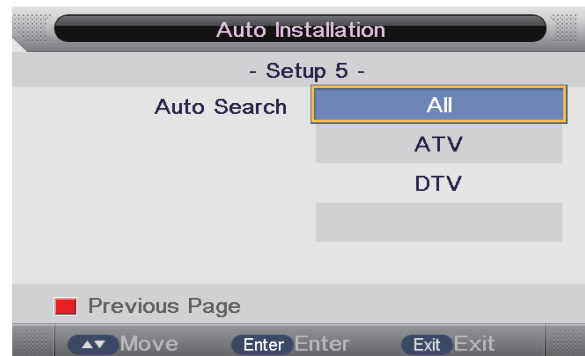 Auto Installation
- Setup 5 -
Auto Search All
ATV
DTV
Previous Page
Move Enter Enter Exit Exit